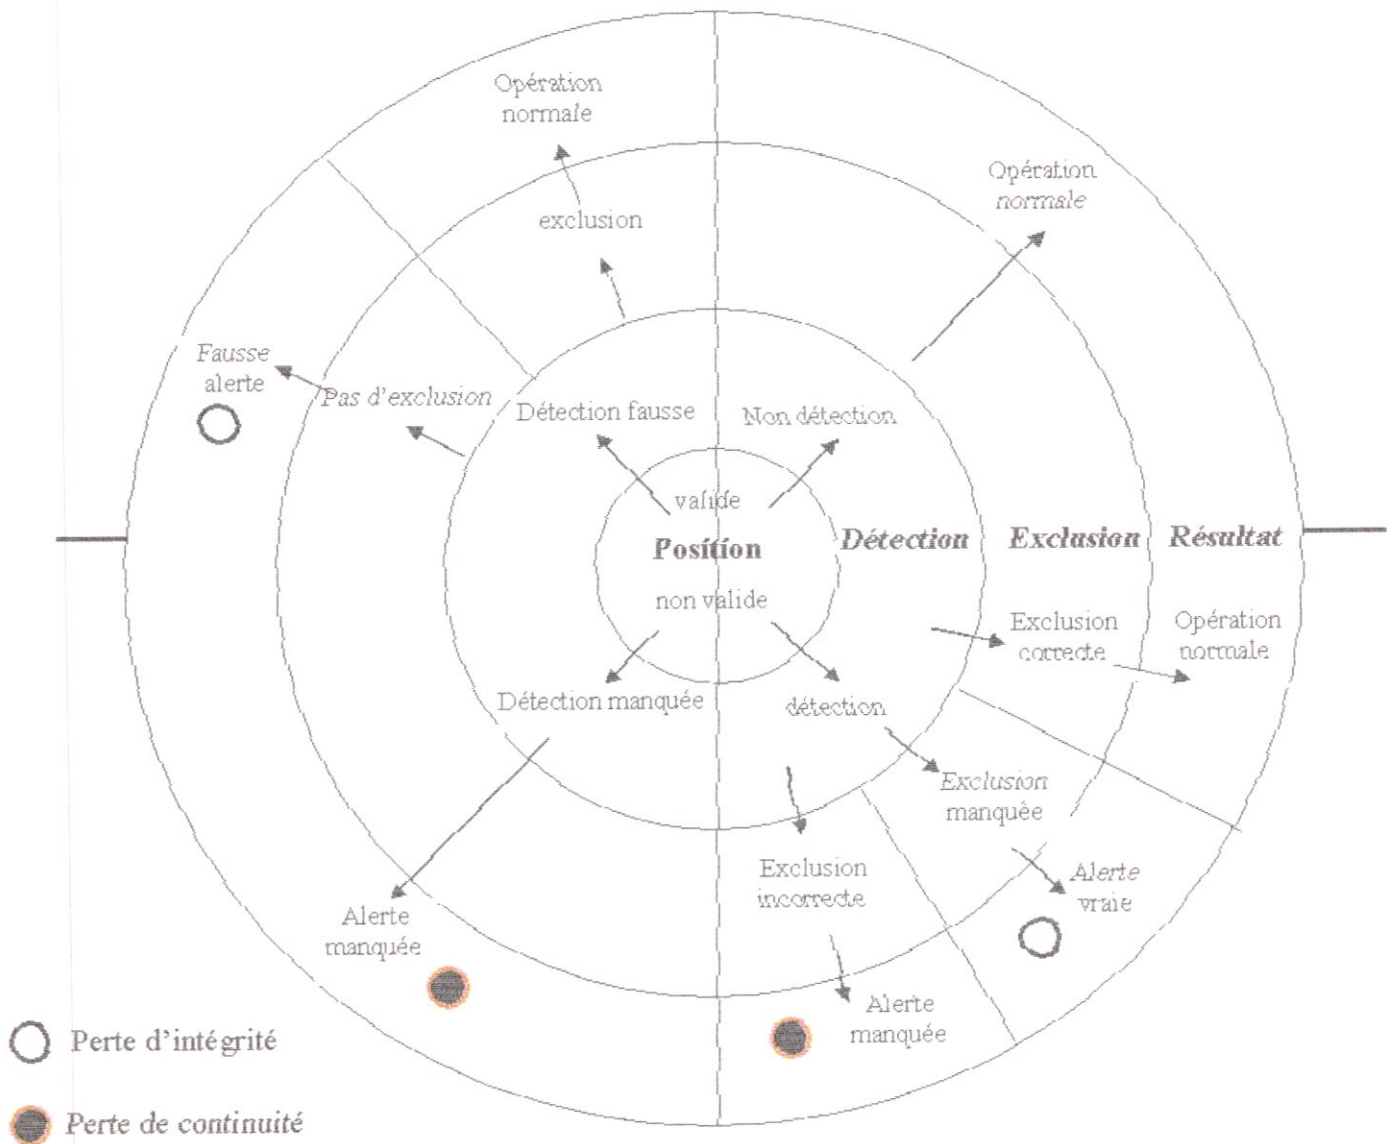 Opération
normale
Opération
normale
exclusion
Fausse
alerte
Pas d'exclusion
Détection fausse
Non détection
valide
Position
Détection
Exclusion
Résultat
non valide
Exclusion
correcte
Opération
normale
Détection manquée
détection
Exclusion
manquée
Exclusion
incorrecte
Alerte
vraie
Alerte
manquée
Alerte
manquée
Perte d'intégrité
Perte de continuité